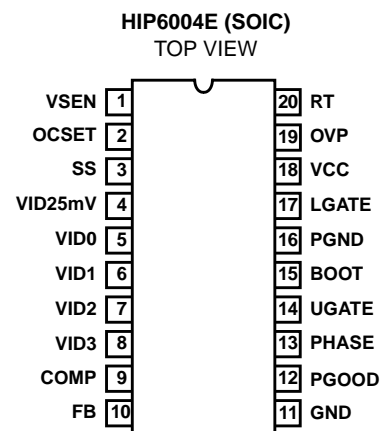 HIP6004E (SOIC)
TOP VIEW
VSEN 1 20 RT
OCSET 2 19 OVP
SS 3 18 VCC
VID25mV 4 17 LGATE
VID0 5 16 PGND
VID1 6 15 BOOT
VID2 7 14 UGATE
VID3 8 13 PHASE
COMP 9 12 PGOOD
FB 10 11 GND